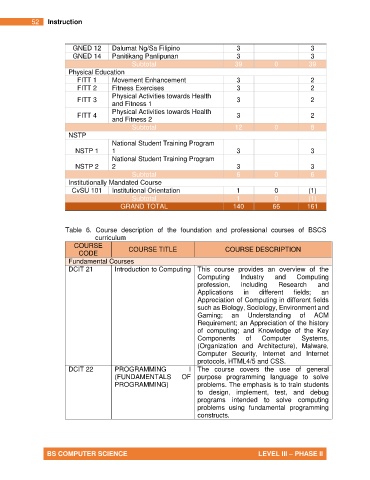 52 Instruction
GNED 12 Dalumat Ng/Sa Filipino 3 3
GNED 14 Panitikang Panlipunan 3 3
Subtotal 0
Physical Education
FITT 1 Movement Enhancement 3 2
FITT 2 Fitness Exercises 3 2
FITT 3 Physical Activities towards Health and Fitness 1 3 2
FITT 4 Physical Activities towards Health and Fitness 2 3 2
Subtotal 12 0 8
NSTP
NSTP 1 National Student Training Program 1 3 3
NSTP 2 National Student Training Program 2 3 3
Subtotal 6 0 6
Institutionally Mandated Course
CvSU 101 Institutional Orientation 1 0 (1)
Subtotal 1 0 (1)
GRAND TOTAL 140 66 161
Table 6. Course description of the foundation and professional courses of BSCS
curriculum
COURSE CODE COURSE TITLE COURSE DESCRIPTION
Fundamental Courses
DCIT 21 Introduction to Computing This course provides an overview of the
Computing Industry and Computing
profession, including Research and
Applications in different fields; an
Appreciation of Computing in different fields
such as Biology, Sociology, Environment and
Gaming; an Understanding of ACM
Requirement; an Appreciation of the history
of computing; and Knowledge of the Key
Components of Computer Systems,
(Organization and Architecture), Malware,
Computer Security, Internet and Internet
protocols, HTML4/5 and CSS.
DCIT 22 PROGRAMMING I (FUNDAMENTALS OF PROGRAMMING) The course covers the use of general
purpose programming language to solve
problems. The emphasis is to train students
to design, implement, test, and debug
programs intended to solve computing
problems using fundamental programming
constructs.
BS COMPUTER SCIENCE LEVEL III – PHASE II